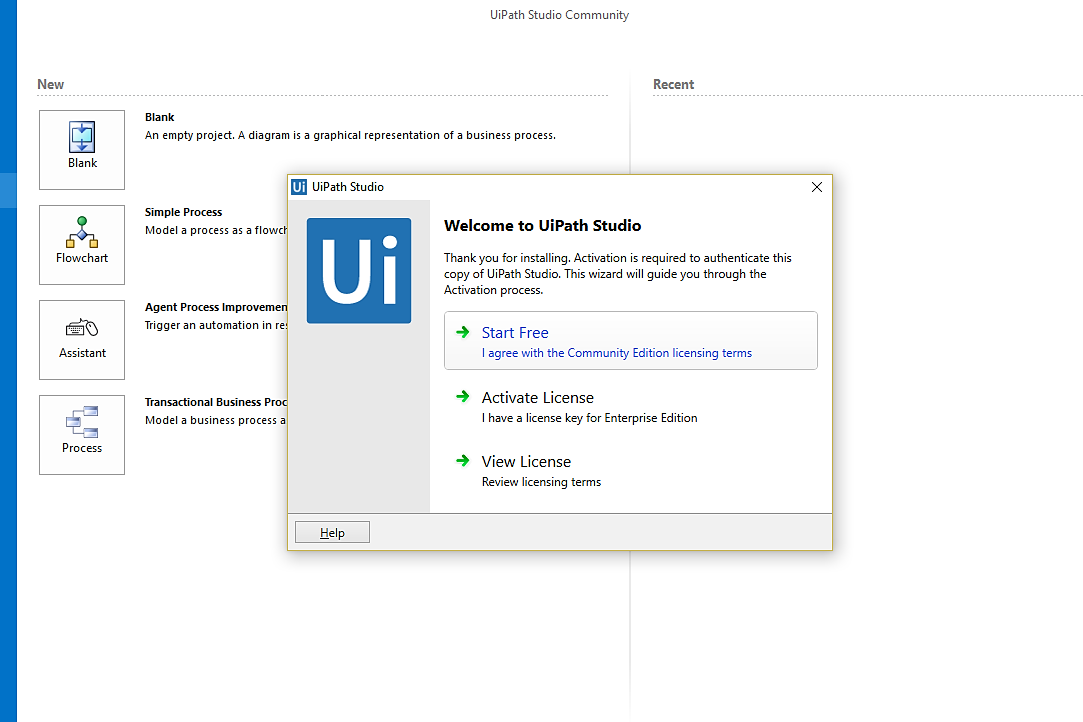 UiPath Studio Community
New
Recent
Blank
Blank
An empty project. A diagram is a graphical representation of a business process.
Flowchart
Simple Process
Model a process as a flowch
Assistant
Agent Process Improvemen
Trigger an automation in res
Process
Transactional Business Proc
Model a business process a
Ui UiPath Studio
Ui
Welcome to UiPath Studio
Thank you for installing. Activation is required to authenticate this
copy of UiPath Studio. This wizard will guide you through the
Activation process.
Start Free
I agree with the Community Edition licensing terms
Activate License
I have a license key for Enterprise Edition
View License
Review licensing terms
Help